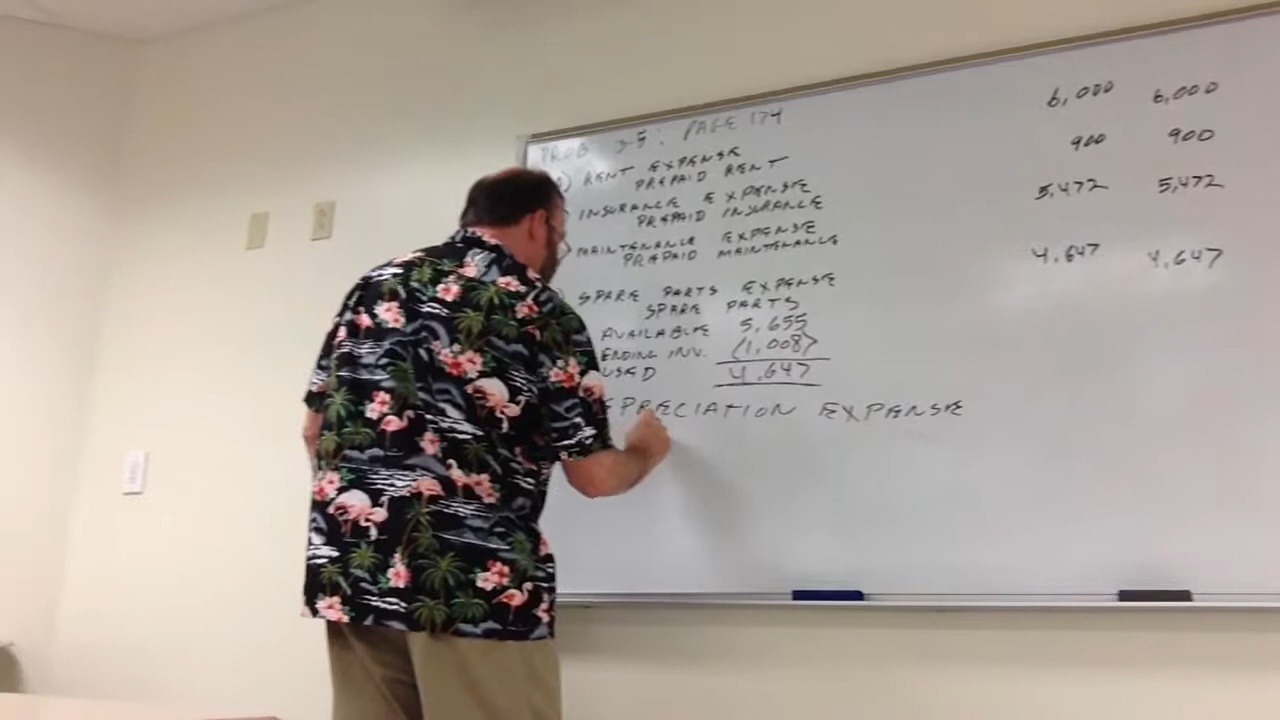 PROB 3-5: PAGE 174
A) RENT EXPENSE 6,000 6,000
PREPAID RENT
INSURANCE EXPENSE 900 900
PREPAID INSURANCE
MAINTENANCE EXPENSE 5,472 5,472
PREPAID MAINTENANCE
SPARE PARTS EXPENSE 4,647 4,647
SPARE PARTS
AVAILABLE 5,655
ENDING INV. (1,008)
USED 4,647
EPRECIATION EXPENSE